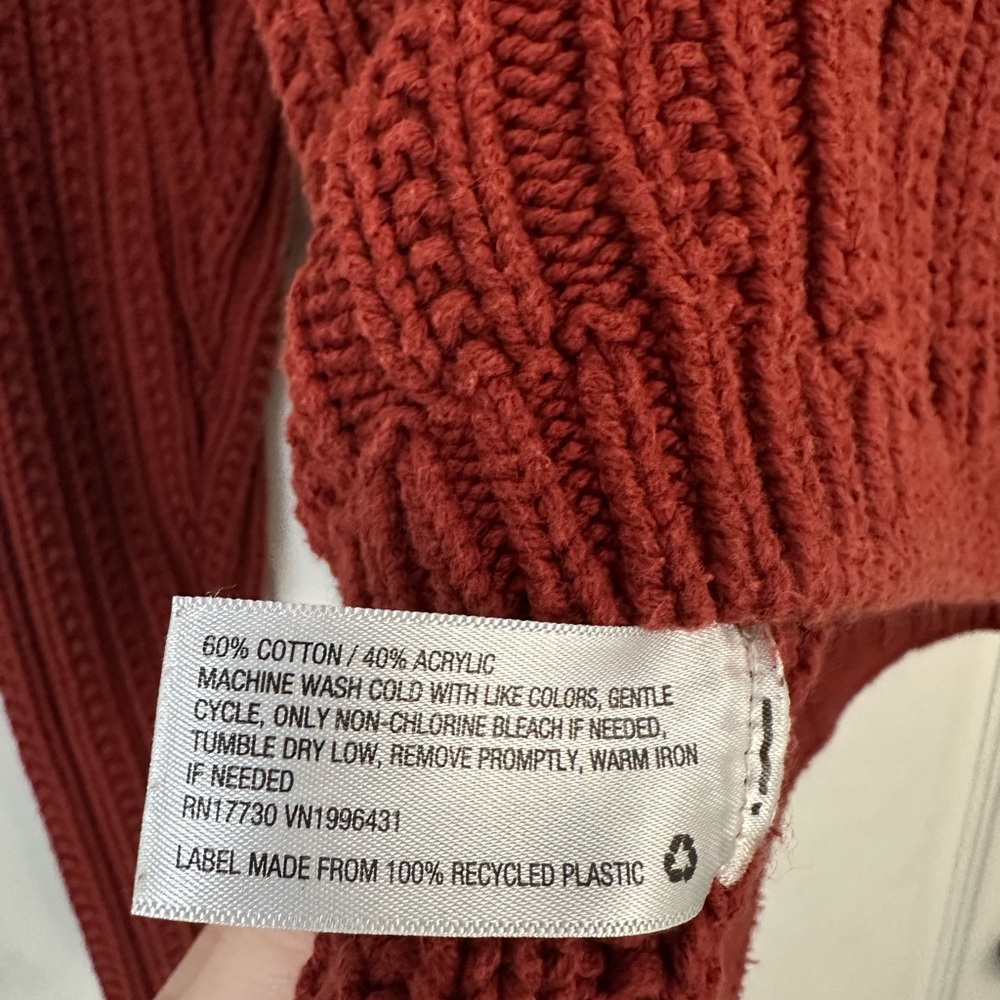 60% COTTON / 40% ACRYLIC
MACHINE WASH COLD WITH LIKE COLORS, GENTLE
CYCLE, ONLY NON-CHLORINE BLEACH IF NEEDED,
TUMBLE DRY LOW, REMOVE PROMPTLY, WARM IRON
IF NEEDED
RN17730 VN1996431
LABEL MADE FROM 100% RECYCLED PLASTIC